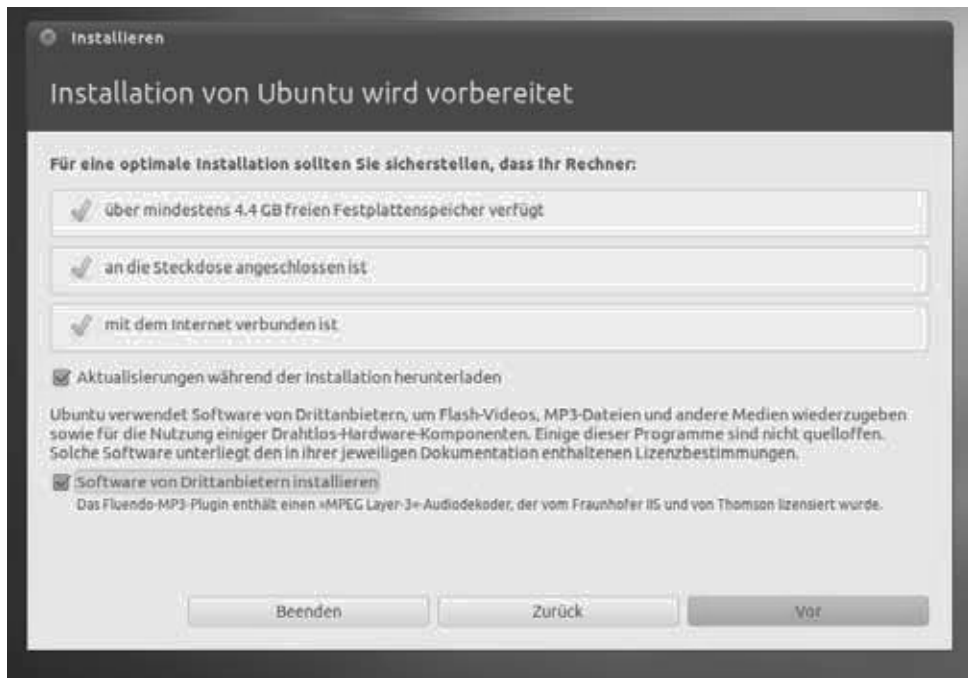 Installieren
Installation von Ubuntu wird vorbereitet
Für eine optimale Installation sollten Sie sicherstellen, dass Ihr Rechner:
über mindestens 4.4 GB freien Festplattenspeicher verfügt
an die Steckdose angeschlossen ist
mit dem Internet verbunden ist
Aktualisierungen während der Installation herunterladen
Ubuntu verwendet Software von Drittanbietern, um Flash-Videos, MP3-Dateien und andere Medien wiederzugeben
sowie für die Nutzung einiger Drahtlos-Hardware-Komponenten. Einige dieser Programme sind nicht quelloffen.
Solche Software unterliegt den in ihrer jeweiligen Dokumentation enthaltenen Lizenzbestimmungen.
Software von Drittanbietern installieren
Das Fluendo-MP3-Plugin enthält einen »MPEG Layer-3«-Audiodekoder, der vom Fraunhofer IIS und von Thomson lizensiert wurde.
Beenden
Zurück
Vor